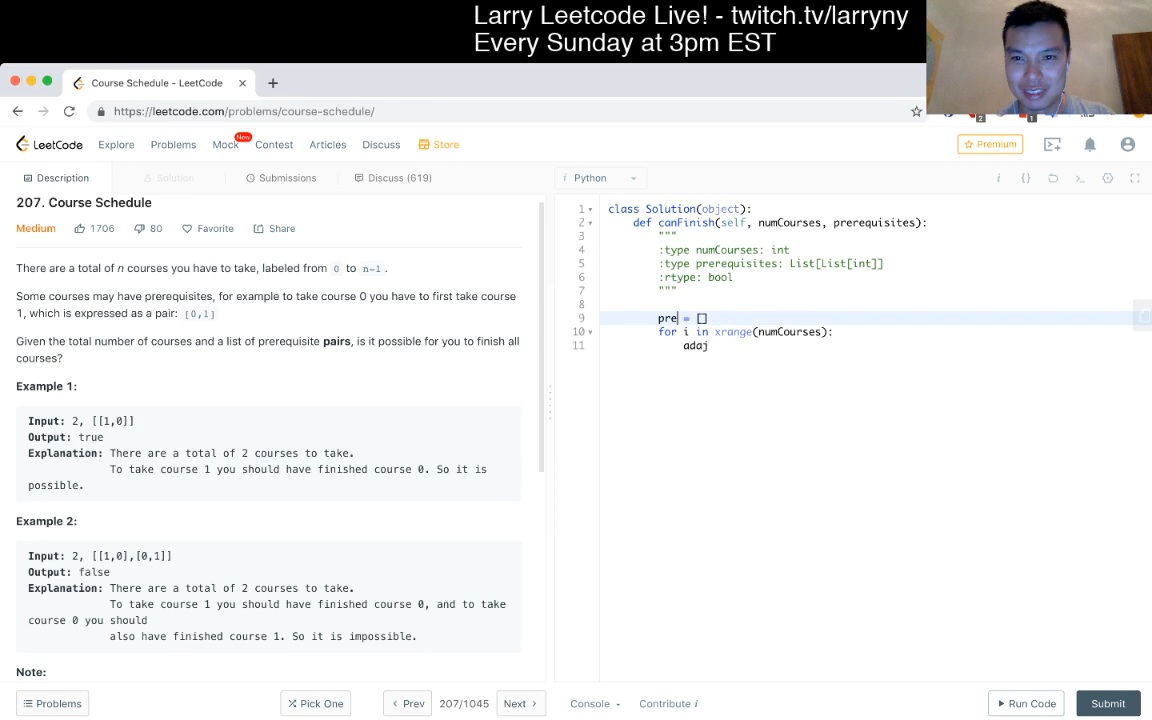 Larry Leetcode Live! - twitch.tv/larryny
Every Sunday at 3pm EST
Course Schedule - LeetCode
https://leetcode.com/problems/course-schedule/
2
1
LeetCode
Explore
Problems
Mock
New
Contest
Articles
Discuss
Store
Premium
Description
Solution
Submissions
Discuss (619)
i Python
207. Course Schedule
Medium 1706 80 Favorite Share
There are a total of n courses you have to take, labeled from 0 to n-1.
Some courses may have prerequisites, for example to take course 0 you have to first take course
1, which is expressed as a pair: [0,1]
Given the total number of courses and a list of prerequisite pairs, is it possible for you to finish all
courses?
Example 1:
Input: 2, [[1,0]]
Output: true
Explanation: There are a total of 2 courses to take.
To take course 1 you should have finished course 0. So it is
possible.
Example 2:
Input: 2, [[1,0],[0,1]]
Output: false
Explanation: There are a total of 2 courses to take.
To take course 1 you should have finished course 0, and to take
course 0 you should
also have finished course 1. So it is impossible.
Note:
1 class Solution(object):
2 def canFinish(self, numCourses, prerequisites):
3 """
4 :type numCourses: int
5 :type prerequisites: List[List[int]]
6 :rtype: bool
7 """
8
9 pre = []
10 for i in xrange(numCourses):
11 adaj
Problems
Pick One
< Prev
207/1045
Next >
Console
Contribute i
Run Code
Submit